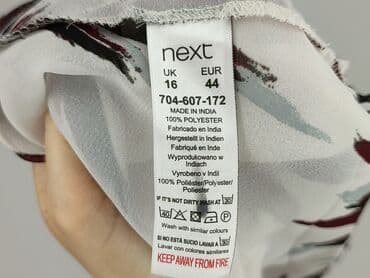 next
UK EUR
16 44
704-607-172
MADE IN INDIA
100% POLYESTER
Fabricado en India
Hergestellt in Indien
Fabriqué en Inde
Wyprodukowano w
Indiach
Vyrobeno v Indii
100% Poliéster/Polyester/
Poliester
IF IT'S NOT DIRTY WASH AT 30
40
Wash with similar colours
SI NO ESTÁ SUCIO LAVAR A 30
Lavar con colores similares
KEEP AWAY FROM FIRE